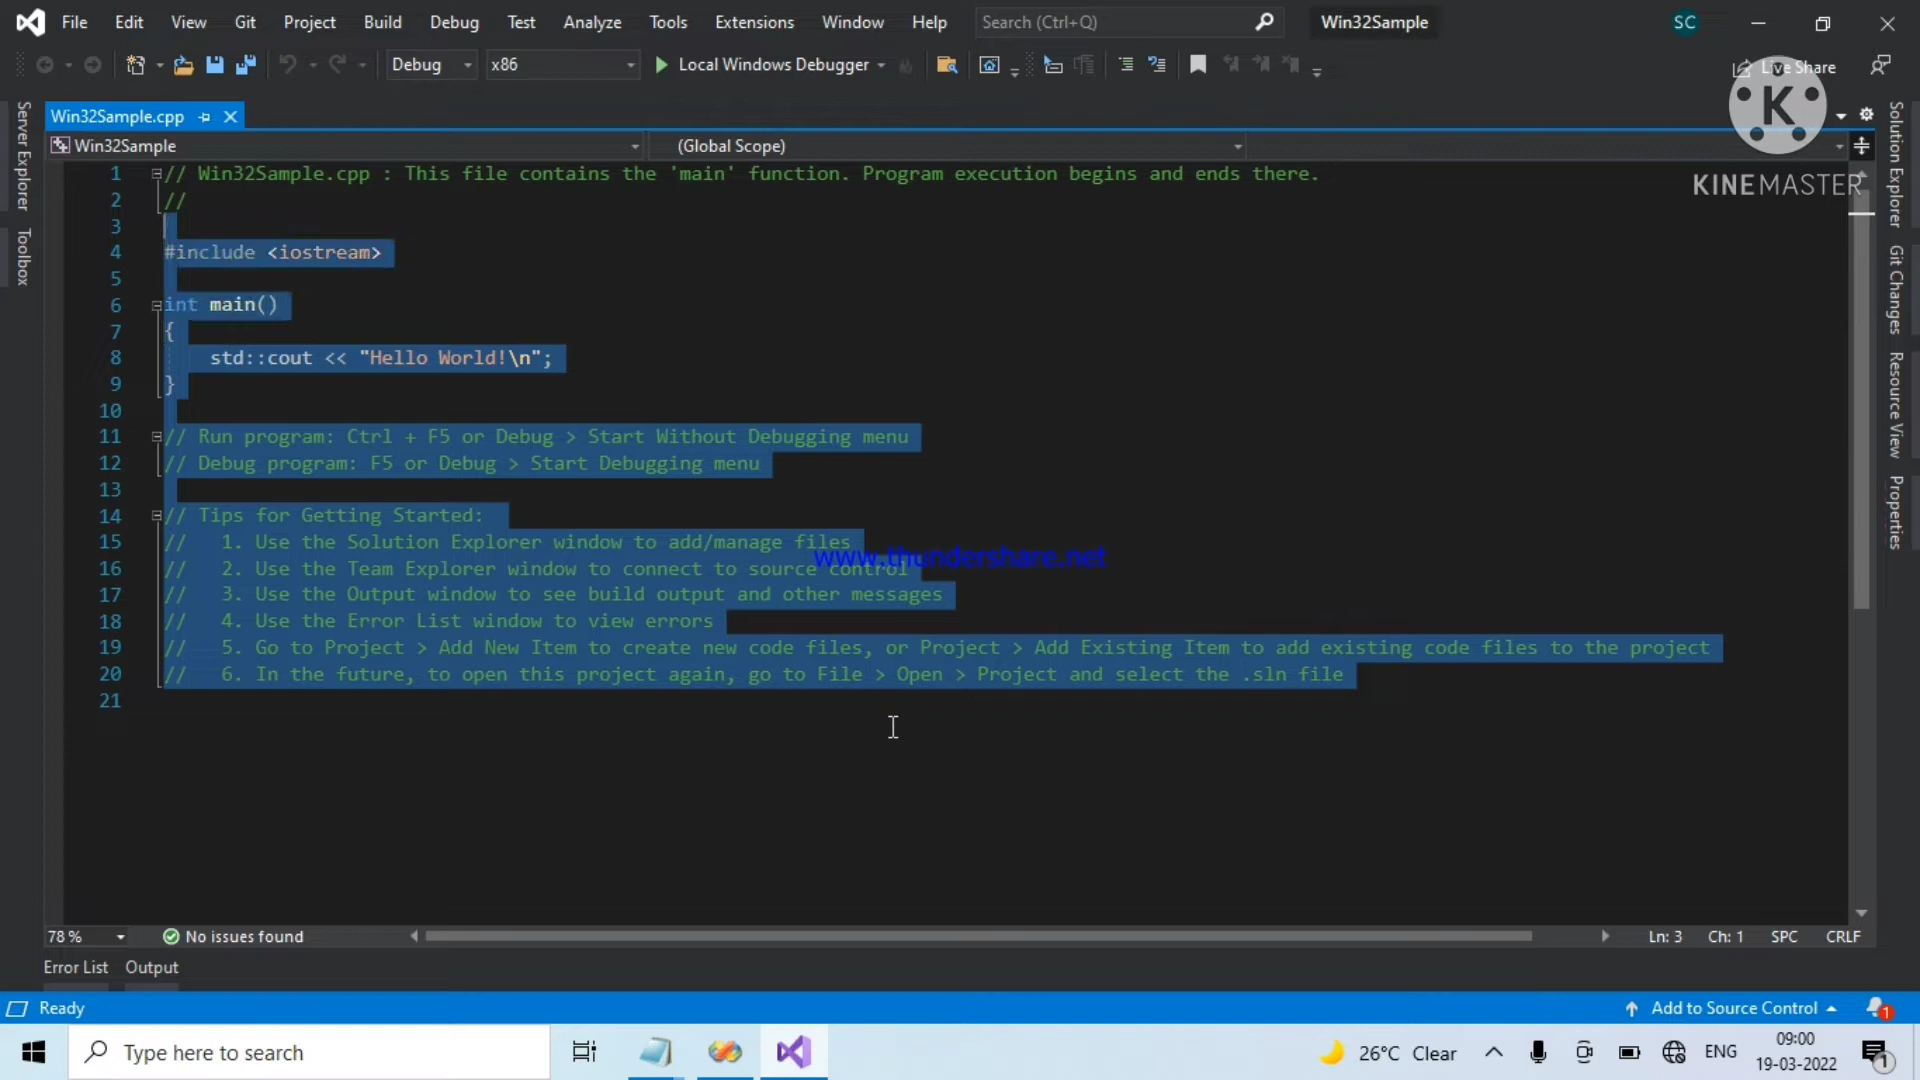 File Edit View Git Project Build Debug Test Analyze Tools Extensions Window Help Search (Ctrl+Q) Win32Sample SC
Debug x86 Local Windows Debugger Live Share
K
KINEMASTER
Server Explorer
Toolbox
Win32Sample.cpp
Win32Sample (Global Scope)
1 // Win32Sample.cpp : This file contains the 'main' function. Program execution begins and ends there.
2 //
3
4 #include <iostream>
5
6 int main()
7 {
8 std::cout << "Hello World!\n";
9 }
10
11 // Run program: Ctrl + F5 or Debug > Start Without Debugging menu
12 // Debug program: F5 or Debug > Start Debugging menu
13
14 // Tips for Getting Started:
15 // 1. Use the Solution Explorer window to add/manage files
www.thundershare.net
16 // 2. Use the Team Explorer window to connect to source control
17 // 3. Use the Output window to see build output and other messages
18 // 4. Use the Error List window to view errors
19 // 5. Go to Project > Add New Item to create new code files, or Project > Add Existing Item to add existing code files to the project
20 // 6. In the future, to open this project again, go to File > Open > Project and select the .sln file
21
Solution Explorer
Git Changes
Resource View
Properties
78 % No issues found Ln: 3 Ch: 1 SPC CRLF
Error List Output
Ready Add to Source Control 1
Type here to search 26°C Clear ENG 09:00
19-03-2022 1